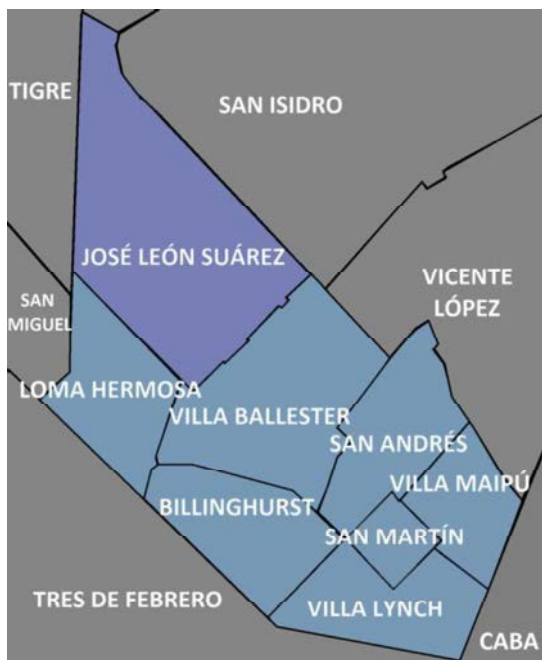 TIGRE
SAN ISIDRO
JOSÉ LEÓN SUÁREZ
VICENTE
LÓPEZ
SAN
MIGUEL
LOMA HERMOSA
VILLA BALLESTER
SAN ANDRÉS
VILLA MAIPÚ
BILLINGHURST
SAN MARTÍN
TRES DE FEBRERO
VILLA LYNCH
CABA